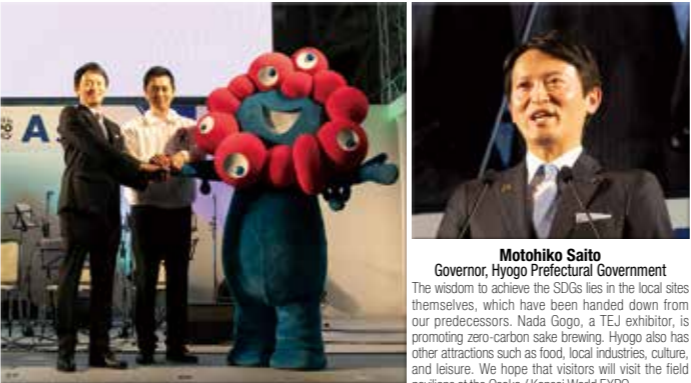 A
Motohiko Saito
Governor, Hyogo Prefectural Government
The wisdom to achieve the SDGs lies in the local sites
themselves, which have been handed down from
our predecessors. Nada Gogo, a TEJ exhibitor, is
promoting zero-carbon sake brewing. Hyogo also has
other attractions such as food, local industries, culture,
and leisure. We hope that visitors will visit the field